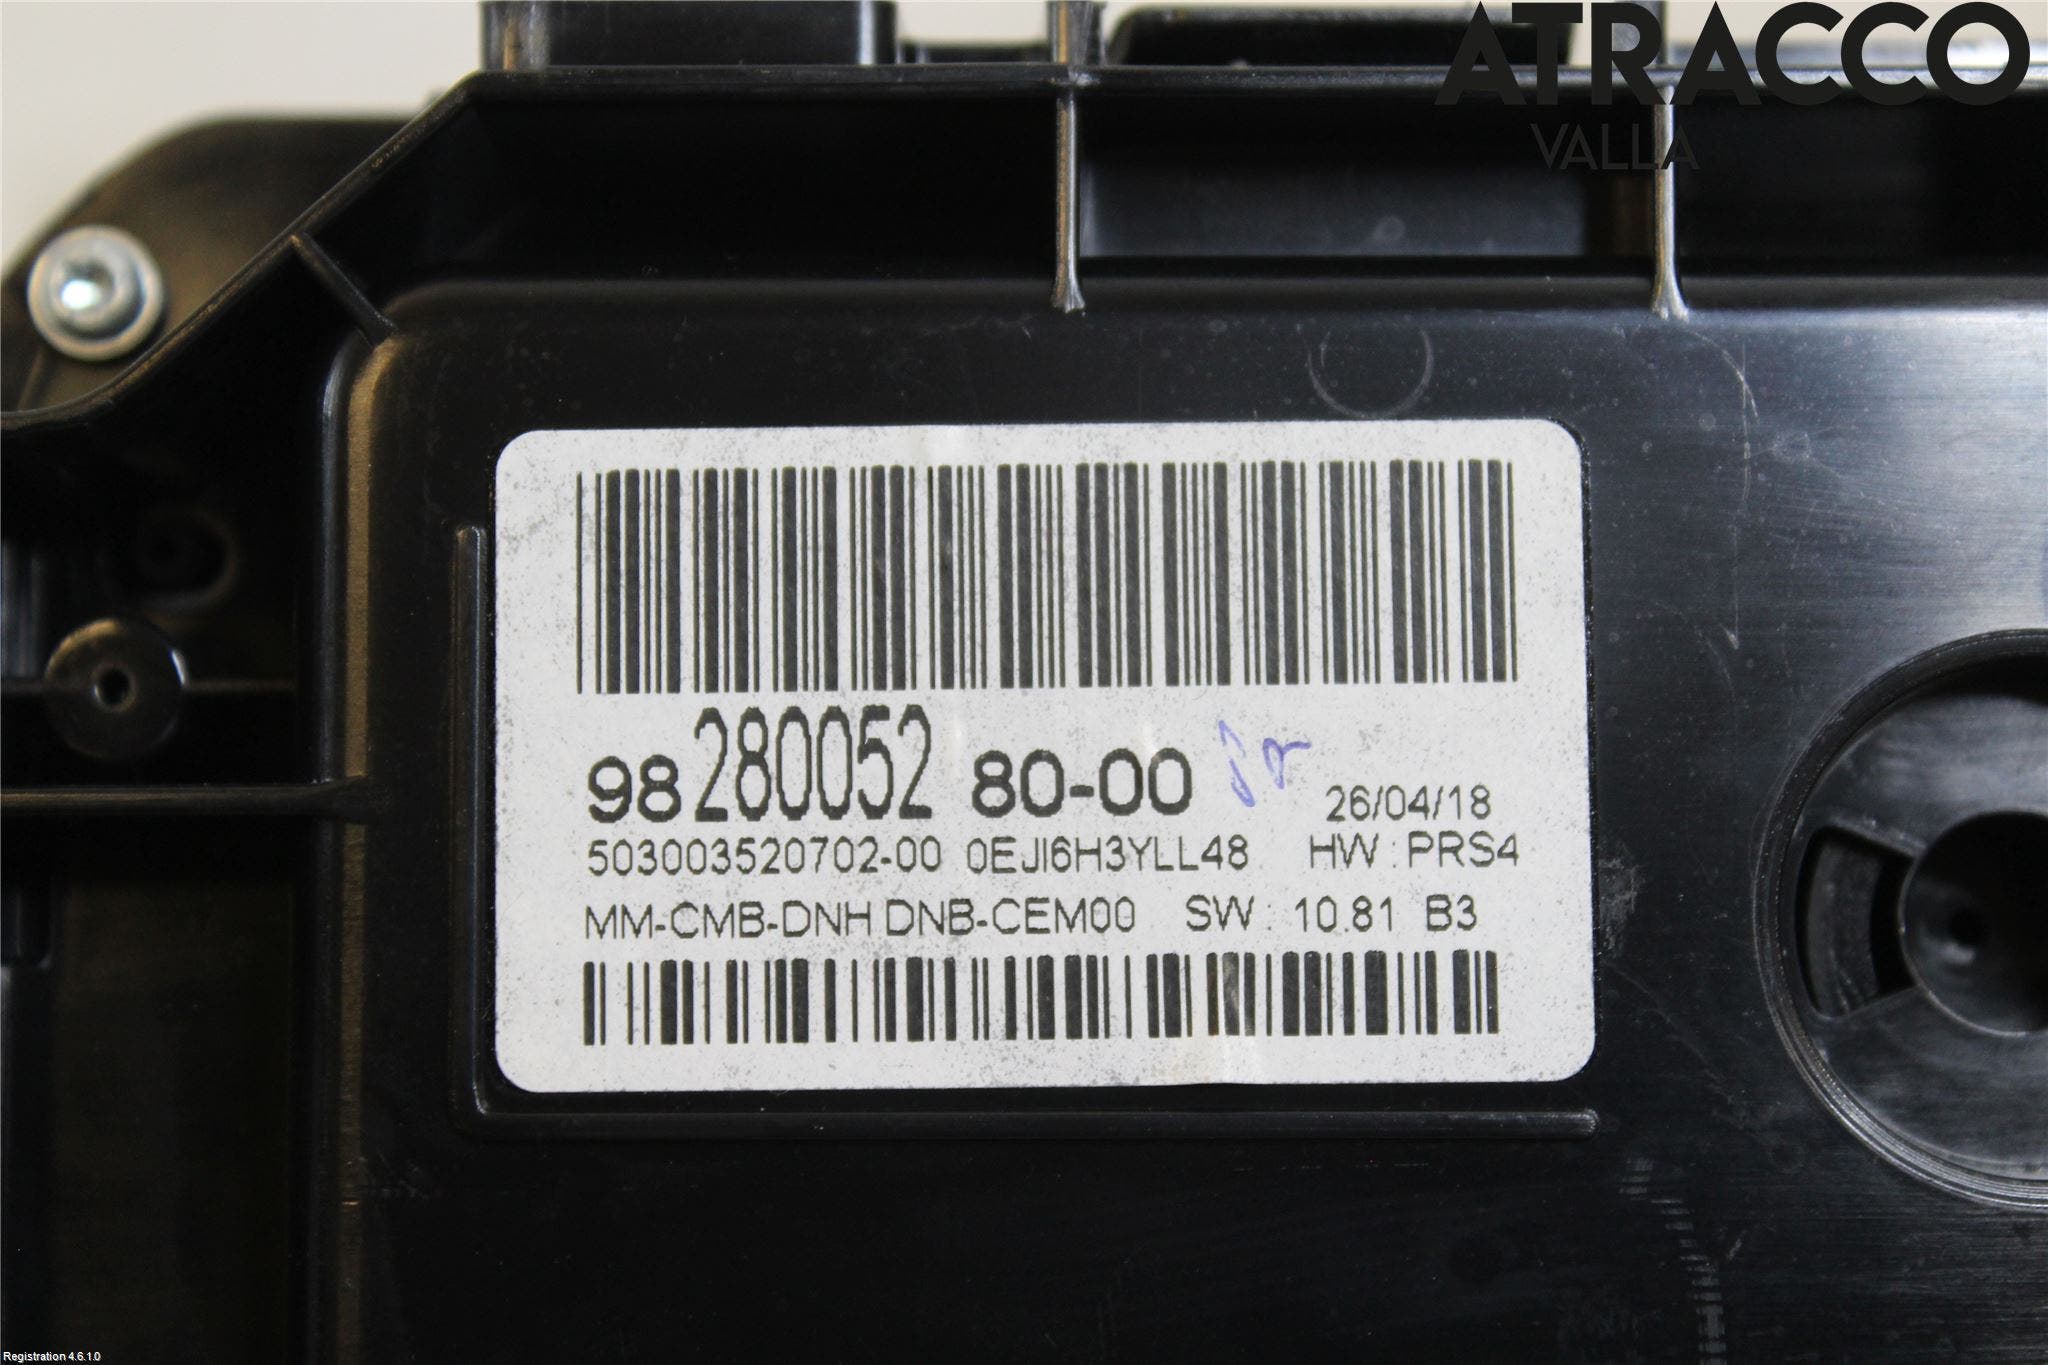 ATRACCO
VALLA
98 280052 80-00
26/04/18
503003520702-00 0EJI6H3YLL48 HW : PRS4
MM-CMB-DNH DNB-CEM00 SW : 10.81 B3
Registration 4.6.1.0